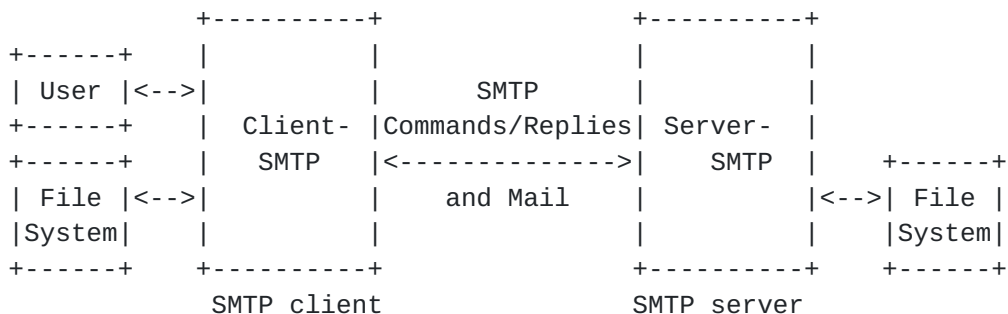 +----------+                +----------+
+------+    |          |                |          |
| User |<-->|          |      SMTP      |          |
+------+    |  Client- |Commands/Replies| Server-  |
+------+    |   SMTP   |<-------------->|    SMTP  |    +------+
| File |<-->|          |    and Mail    |          |<-->| File |
|System|    |          |                |          |    |System|
+------+    +----------+                +----------+    +------+
             SMTP client                SMTP server